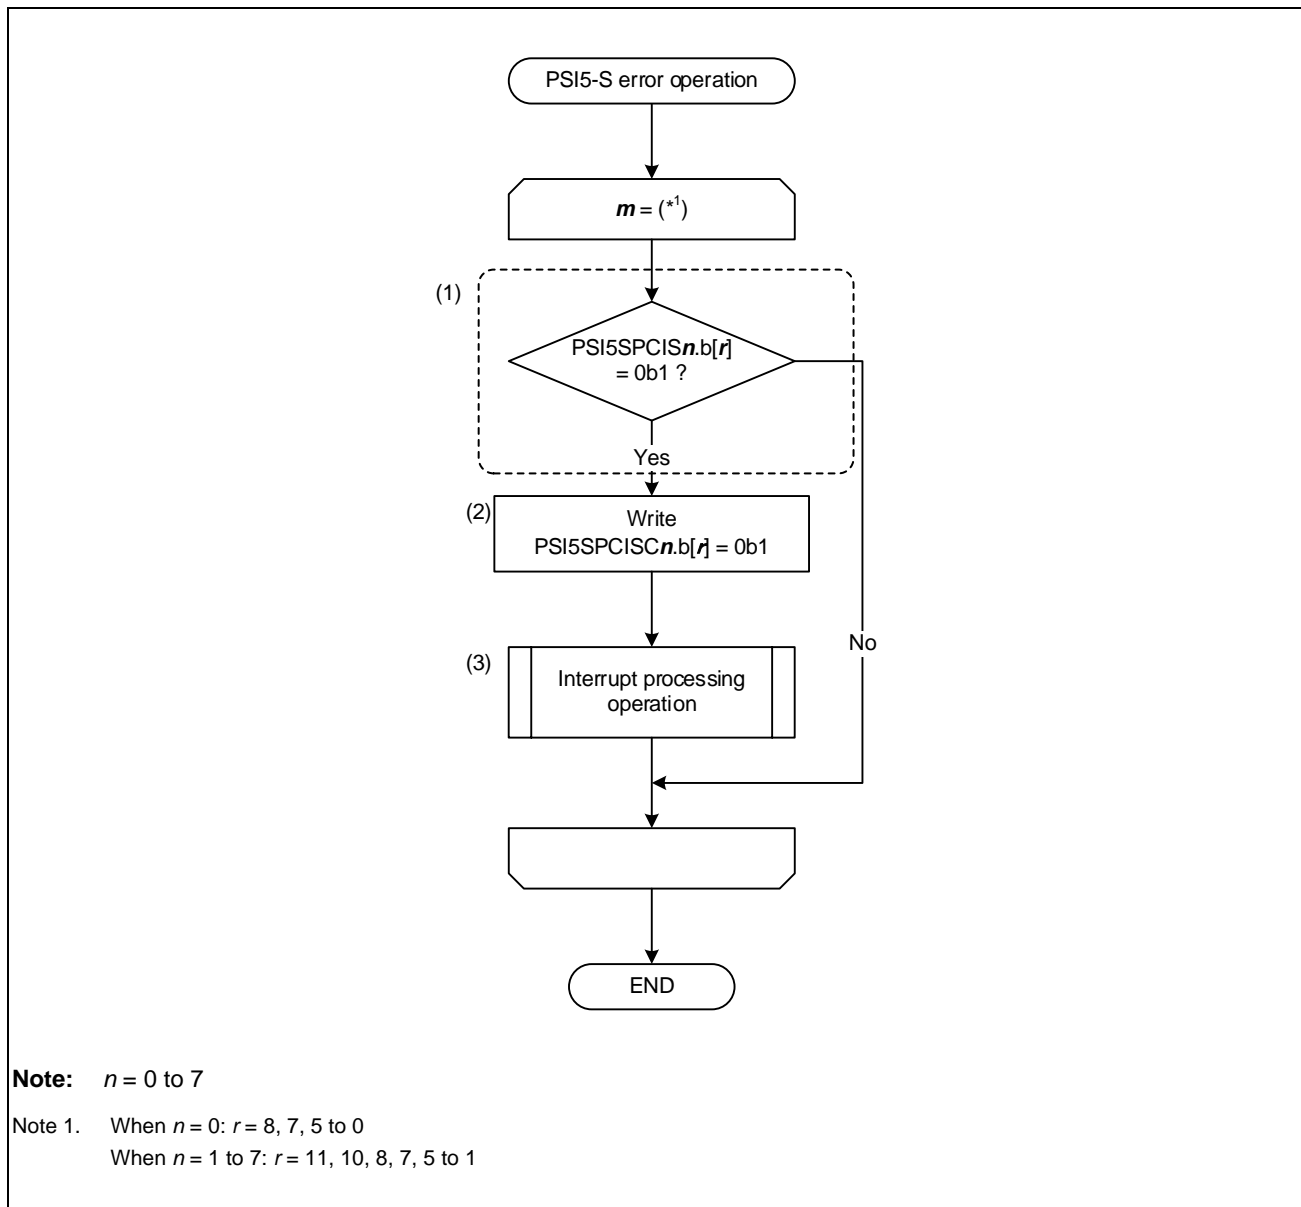 PSI5-S error operation
m = (*1)
(1)
PSI5SPCISn.b[r]
= 0b1 ?
Yes
(2)
Write
PSI5SPCISCn.b[r] = 0b1
No
(3)
Interrupt processing
operation
END
Note: n = 0 to 7
Note 1. When n = 0: r = 8, 7, 5 to 0
When n = 1 to 7: r = 11, 10, 8, 7, 5 to 1